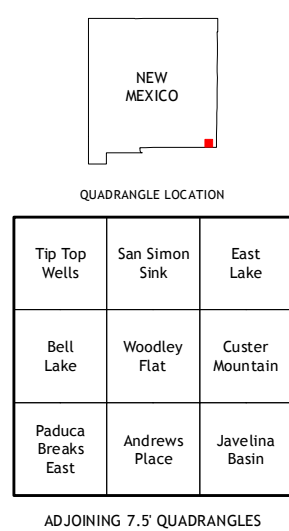 NEW
MEXICO
QUADRANGLE LOCATION
Tip Top
Wells
San Simon
Sink
East
Lake
Bell
Lake
Woodley
Flat
Custer
Mountain
Paduca
Breaks
East
Andrews
Place
Javelina
Basin
ADJOINING 7.5' QUADRANGLES